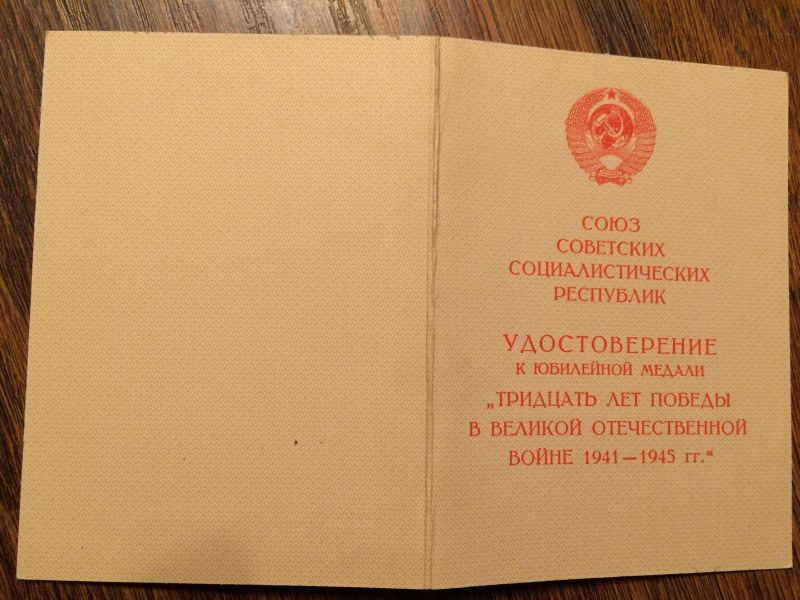 СОЮЗ
СОВЕТСКИХ
СОЦИАЛИСТИЧЕСКИХ
РЕСПУБЛИК
УДОСТОВЕРЕНИЕ
К ЮБИЛЕЙНОЙ МЕДАЛИ
„ТРИДЦАТЬ ЛЕТ ПОБЕДЫ
В ВЕЛИКОЙ ОТЕЧЕСТВЕННОЙ
ВОЙНЕ 1941—1945 гг.“